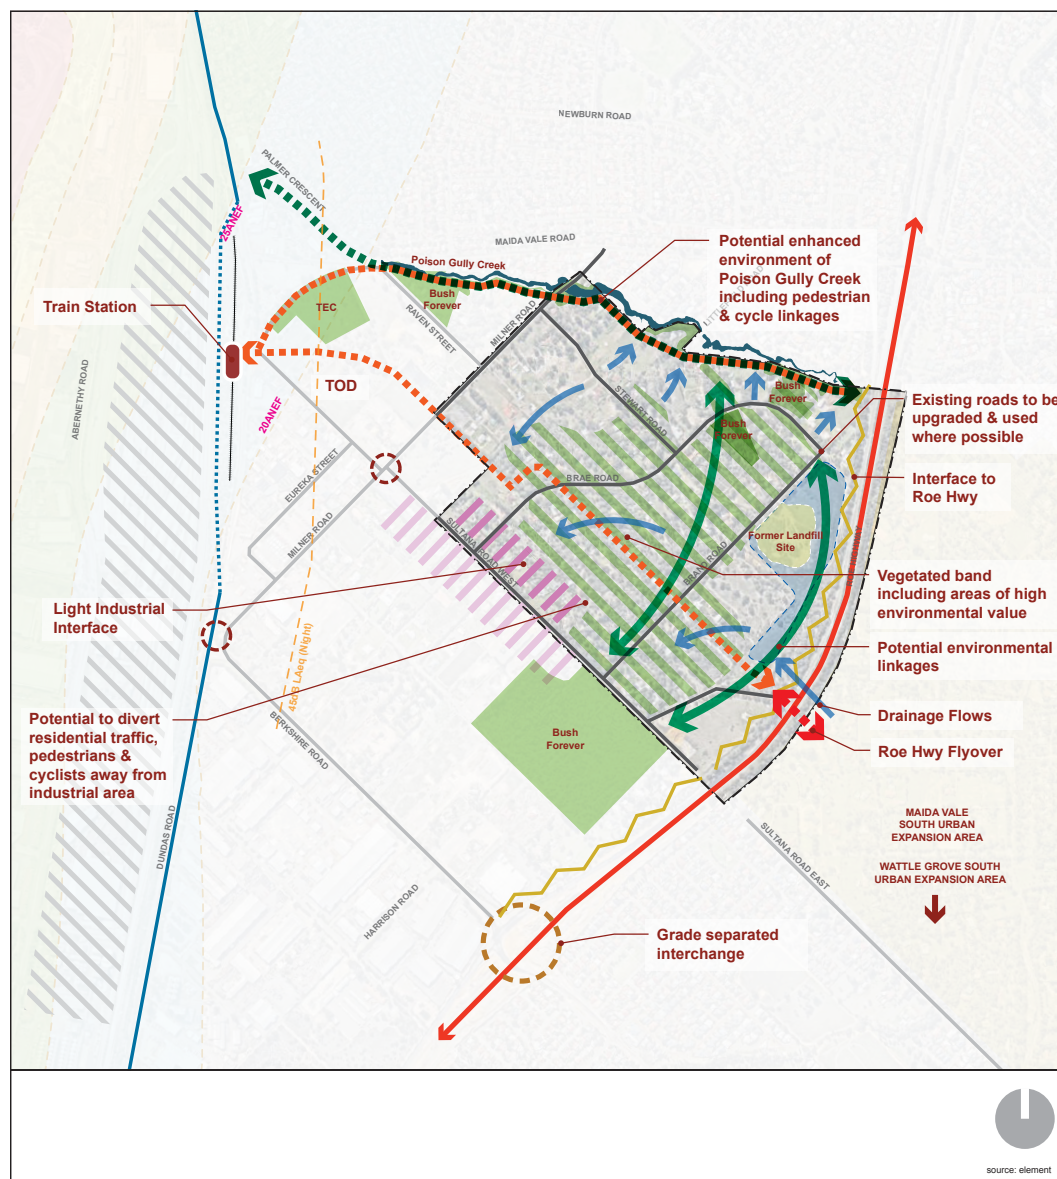 NEWBURN ROAD
PALMER CRESCENT
25ANEF
MAIDA VALE ROAD
Poison Gully Creek
Potential enhanced
environment of
Poison Gully Creek
including pedestrian
& cycle linkages
Train Station
TEC
Bush
Forever
RAVEN STREET
MILNER ROAD
TOD
ABERNETHY ROAD
20ANEF
STEWART ROAD
Bush
Forever
Bush
Forever
Existing roads to be
upgraded & used
where possible
EUREKA STREET
BRAE ROAD
Interface to
Roe Hwy
MILNER ROAD
SULTANA ROAD WEST
BRAND ROAD
Former Landfill
Site
Light Industrial
Interface
Vegetated band
including areas of high
environmental value
45dB LAeq (Night)
Potential environmental
linkages
Potential to divert
residential traffic,
pedestrians &
cyclists away from
industrial area
BERKSHIRE ROAD
Bush
Forever
Drainage Flows
Roe Hwy Flyover
DUNDAS ROAD
MAIDA VALE
SOUTH URBAN
EXPANSION AREA
SULTANA ROAD EAST
WATTLE GROVE SOUTH
URBAN EXPANSION AREA
HARRISON ROAD
Grade separated
interchange
source: element